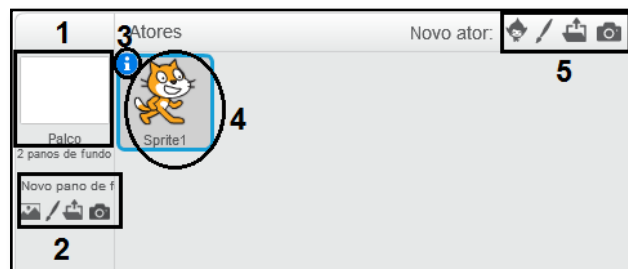 1
3
Atores
Novo ator:
5
4
Palco
2 panos de fundo
Sprite1
Novo pano de f
2